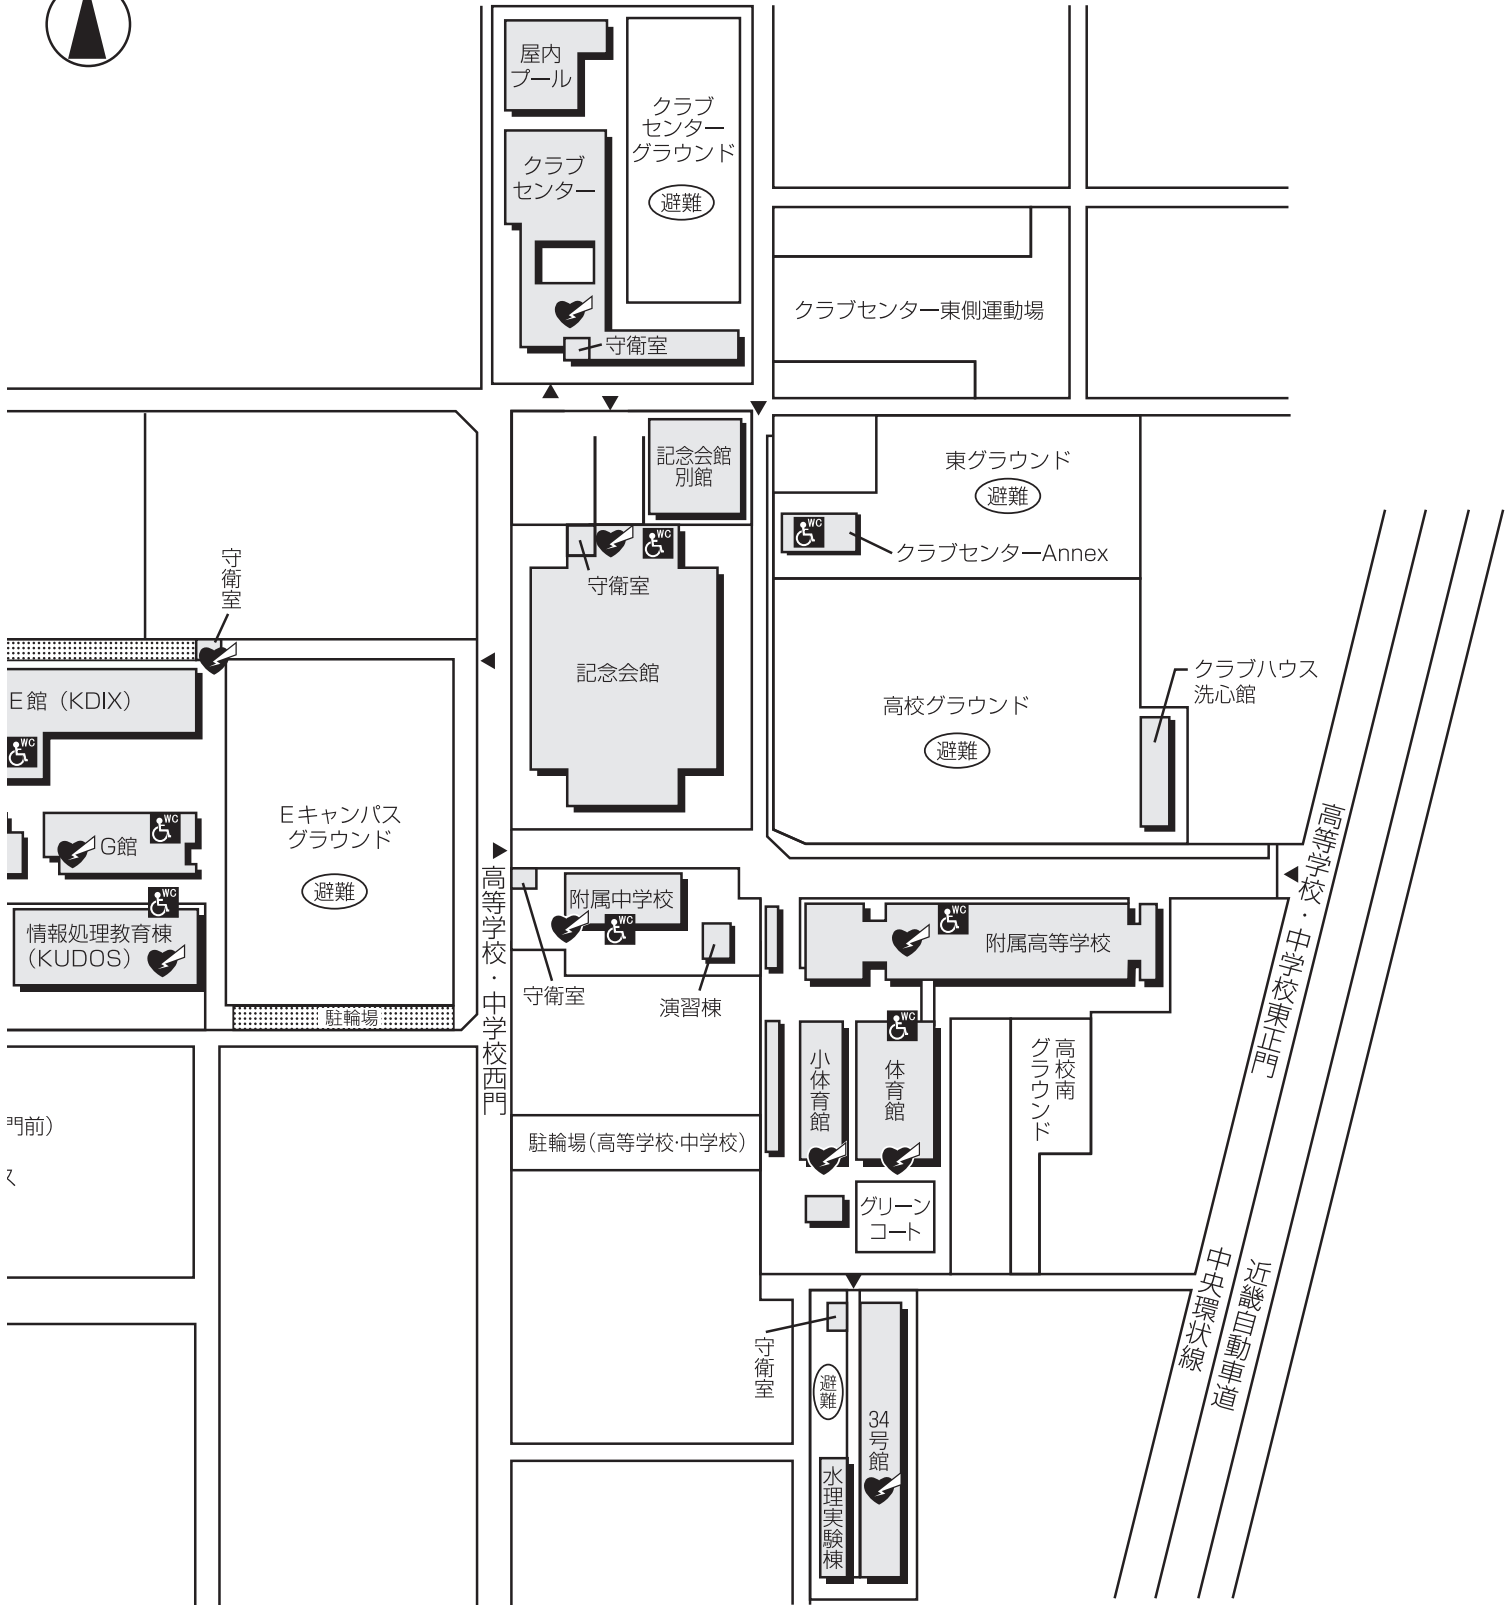 屋内
プール
クラブ
センター
グラウンド
避難
クラブ
センター
守衛室
クラブセンター東側運動場
記念会館
別館
東グラウンド
避難
WC
クラブセンターAnnex
WC
守衛室
守衛室
記念会館
クラブハウス
洗心館
高校グラウンド
避難
E館（KDIX）
WC
Eキャンパス
グラウンド
避難
WC
G館
WC
情報処理教育棟
（KUDOS）
駐輪場
高等学校・中学校西門
附属中学校
WC
守衛室
演習棟
WC
附属高等学校
高等学校・中学校東正門
WC
小体育館
体育館
高校南
グラウンド
門前）
駐輪場（高等学校・中学校）
グリーン
コート
中央環状線
近畿自動車道
守衛室
避難
34号館
水理実験棟